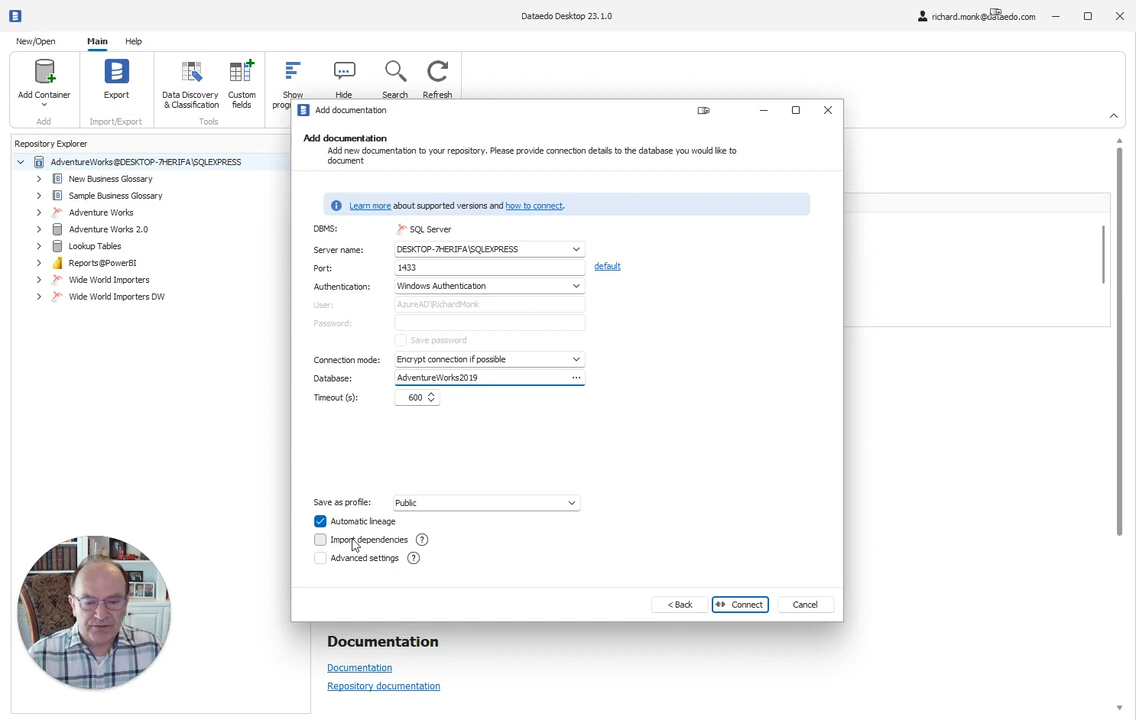 Dataedo Desktop 23.1.0
richard.monk@dataedo.com
New/Open
Main
Help
Add Container
Export
Data Discovery
& Classification
Custom
fields
Show
Hide
Search
Refresh
Add
Import/Export
Tools
Repository Explorer
AdventureWorks@DESKTOP-7HERIFA\SQLEXPRESS
New Business Glossary
Sample Business Glossary
Adventure Works
Adventure Works 2.0
Lookup Tables
Reports@PowerBI
Wide World Importers
Wide World Importers DW
Add documentation
Add documentation
Add new documentation to your repository. Please provide connection details to the database you would like to
document
Learn more about supported versions and how to connect.
DBMS: SQL Server
Server name: DESKTOP-7HERIFA\SQLEXPRESS
Port: 1433 default
Authentication: Windows Authentication
User: AzureAD\RichardMonk
Password:
Save password
Connection mode: Encrypt connection if possible
Database: AdventureWorks2019 ...
Timeout (s): 600
Save as profile: Public
Automatic lineage
Import dependencies ?
Advanced settings ?
< Back
Connect
Cancel
Documentation
Documentation
Repository documentation